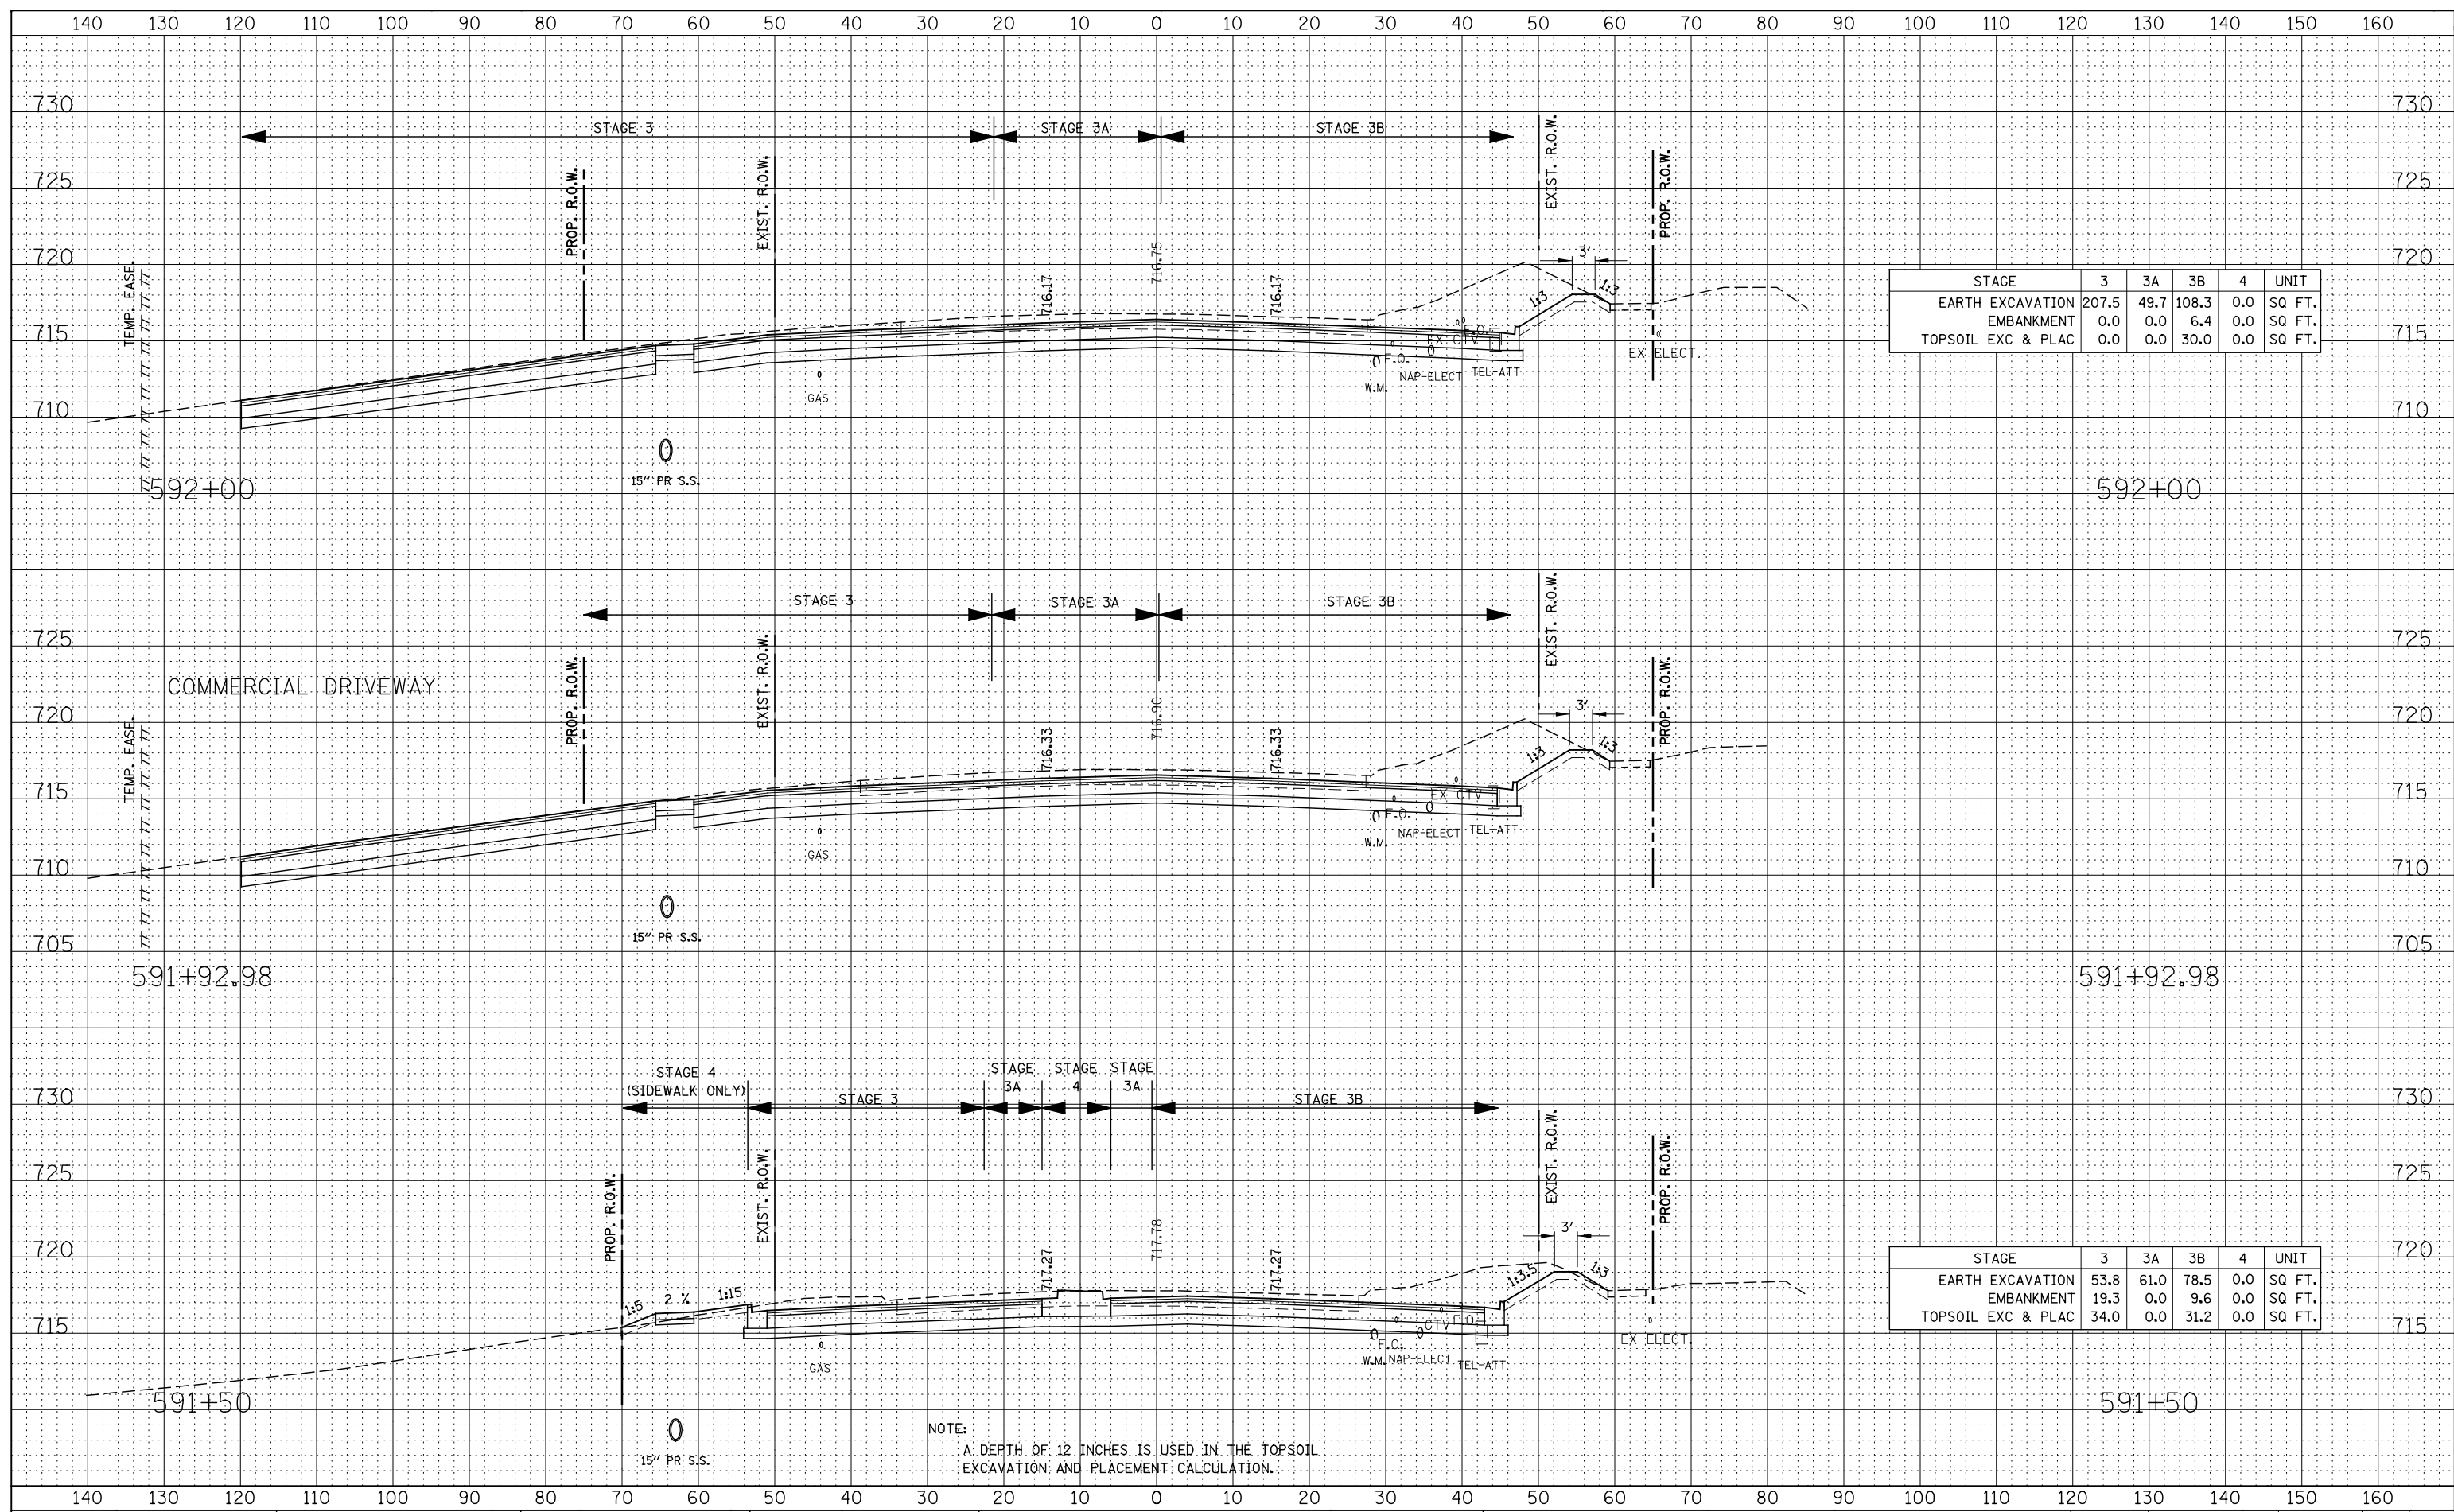 140 130 120 110 100 90 80 70 60 50 40 30 20 10 0 10 20 30 40 50 60 70 80 90 100 110 120 130 140 150 160
730 730
STAGE 3 STAGE 3A STAGE 3B
725 725
PROP. R.O.W.
EXIST. R.O.W.
EXIST. R.O.W.
PROP. R.O.W.
720 720
TEMP. EASE.
716.17
716.75
716.17
3'
1:3
1:3
STAGE 3 3A 3B 4 UNIT
EARTH EXCAVATION 207.5 49.7 108.3 0.0 SQ FT.
EMBANKMENT 0.0 0.0 6.4 0.0 SQ FT.
TOPSOIL EXC & PLAC 0.0 0.0 30.0 0.0 SQ FT.
715 715
F.O.
EX CTV
EX ELECT.
F.O.
NAP-ELECT
TEL-ATT
W.M.
GAS
710 710
15" PR S.S.
592+00 592+00
STAGE 3 STAGE 3A STAGE 3B
EXIST. R.O.W.
725 725
COMMERCIAL DRIVEWAY
PROP. R.O.W.
EXIST. R.O.W.
PROP. R.O.W.
720 720
TEMP. EASE.
716.33
716.90
716.33
3'
1:3
1:3
715 715
EX CTV
F.O.
NAP-ELECT
TEL-ATT
W.M.
GAS
710 710
15" PR S.S.
705 705
591+92.98 591+92.98
STAGE 4
(SIDEWALK ONLY)
STAGE 3
STAGE
3A
STAGE
4
STAGE
3A
STAGE 3B
730 730
EXIST. R.O.W.
725 725
PROP. R.O.W.
EXIST. R.O.W.
PROP. R.O.W.
720 720
717.27
717.78
717.27
3'
1:5
2 %
1:15
1:3.5
1:3
STAGE 3 3A 3B 4 UNIT
EARTH EXCAVATION 53.8 61.0 78.5 0.0 SQ FT.
EMBANKMENT 19.3 0.0 9.6 0.0 SQ FT.
TOPSOIL EXC & PLAC 34.0 0.0 31.2 0.0 SQ FT.
715 715
CTV
F.O.
F.O.
EX ELECT.
W.M.
NAP-ELECT
TEL-ATT
GAS
591+50 591+50
15" PR S.S.
NOTE:
A DEPTH OF 12 INCHES IS USED IN THE TOPSOIL
EXCAVATION AND PLACEMENT CALCULATION.
140 130 120 110 100 90 80 70 60 50 40 30 20 10 0 10 20 30 40 50 60 70 80 90 100 110 120 130 140 150 160